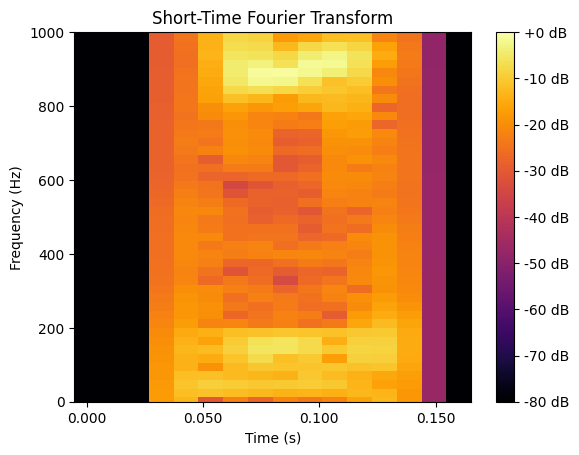 Short-Time Fourier Transform
1000
800
600
400
200
0
Frequency (Hz)
0.000
0.050
0.100
0.150
Time (s)
+0 dB
-10 dB
-20 dB
-30 dB
-40 dB
-50 dB
-60 dB
-70 dB
-80 dB